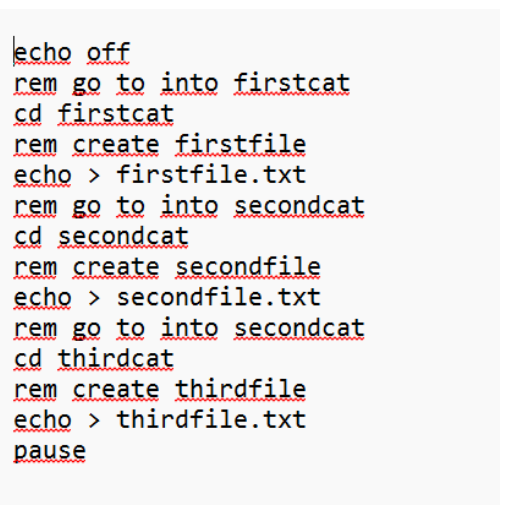 echo off
rem go to into firstcat
cd firstcat
rem create firstfile
echo > firstfile.txt
rem go to into secondcat
cd secondcat
rem create secondfile
echo > secondfile.txt
rem go to into secondcat
cd thirdcat
rem create thirdfile
echo > thirdfile.txt
pause